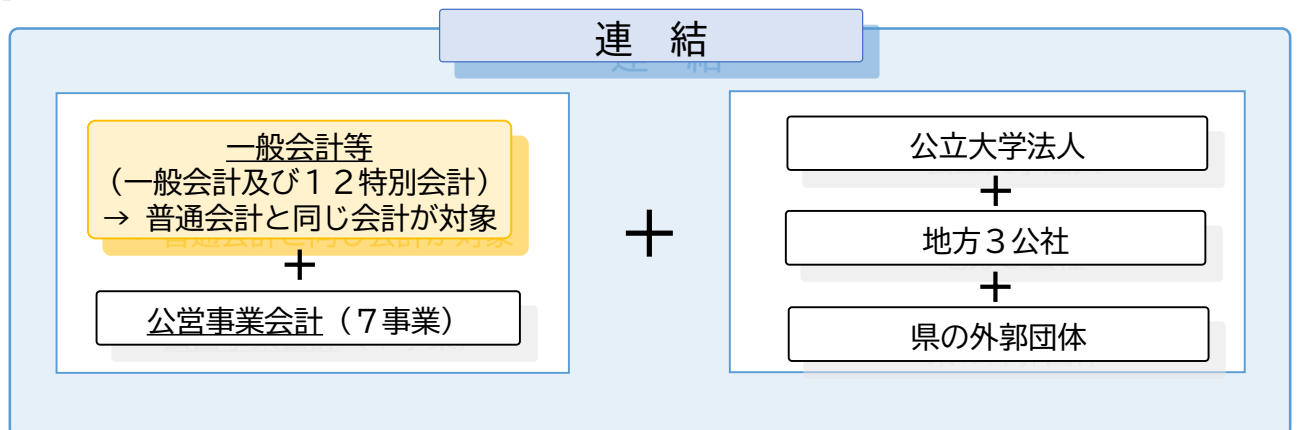 連　結
一般会計等
（一般会計及び１２特別会計）
→ 普通会計と同じ会計が対象
＋
公営事業会計（７事業）
＋
公立大学法人
＋
地方３公社
＋
県の外郭団体